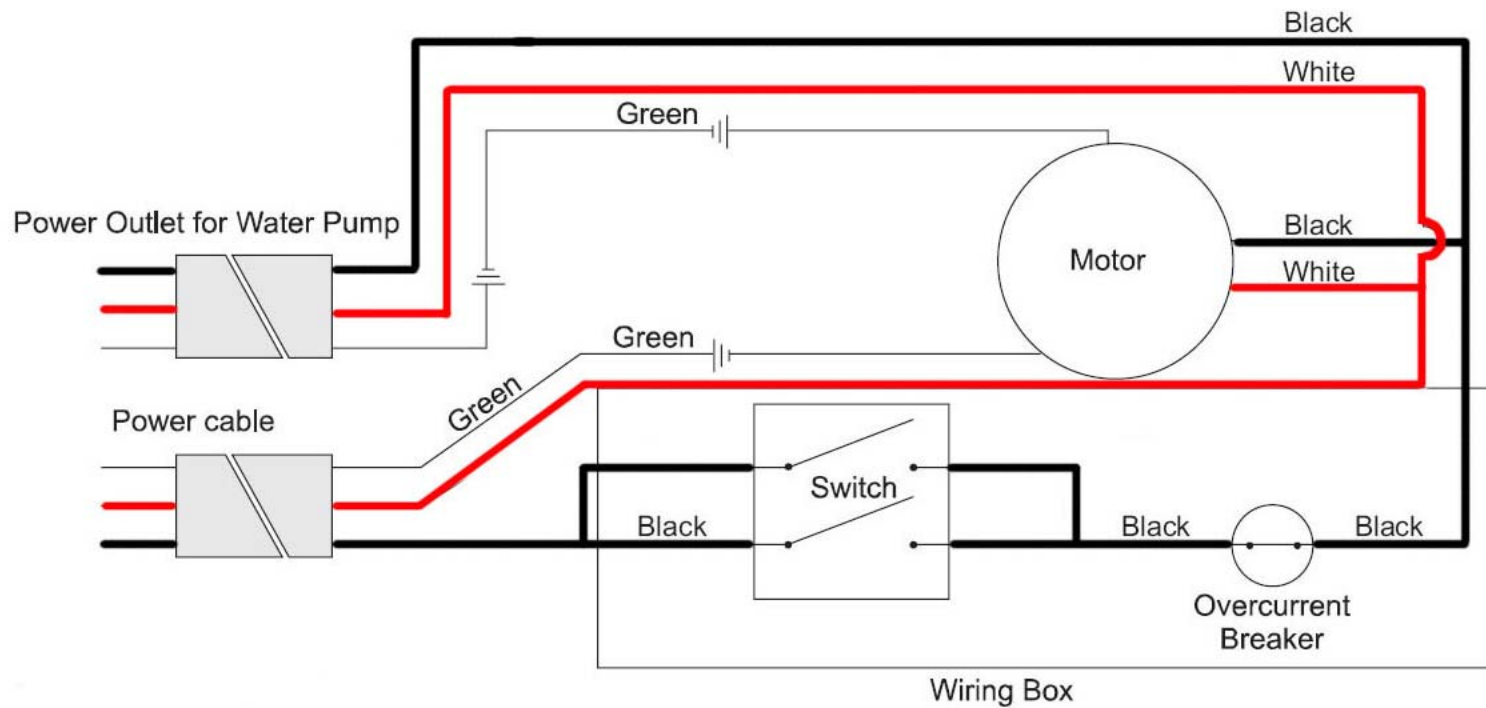 Black
White
Green
Power Outlet for Water Pump
Black
Motor
White
Green
Green
Power cable
Switch
Black
Black
Black
Overcurrent
Breaker
Wiring Box